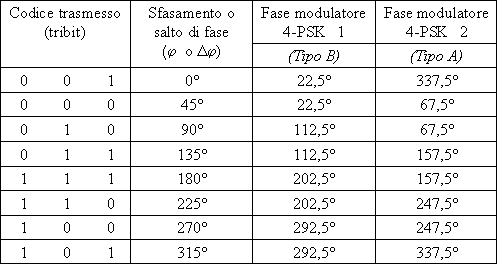 Codice trasmesso (tribit) | Sfasamento o salto di fase (φ o Δφ) | Fase modulatore 4-PSK 1 | Fase modulatore 4-PSK 2
(Tipo B) | (Tipo A)
0 0 1 | 0° | 22,5° | 337,5°
0 0 0 | 45° | 22,5° | 67,5°
0 1 0 | 90° | 112,5° | 67,5°
0 1 1 | 135° | 112,5° | 157,5°
1 1 1 | 180° | 202,5° | 157,5°
1 1 0 | 225° | 202,5° | 247,5°
1 0 0 | 270° | 292,5° | 247,5°
1 0 1 | 315° | 292,5° | 337,5°